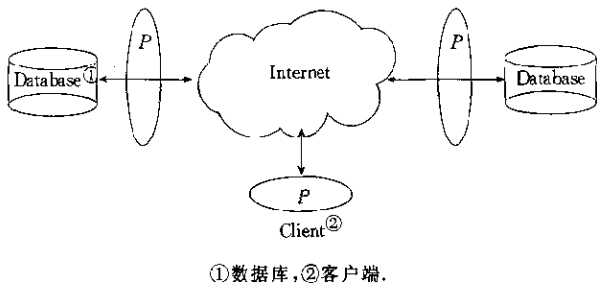 P
P
Database①
Internet
Database
P
Client②
①数据库,②客户端.